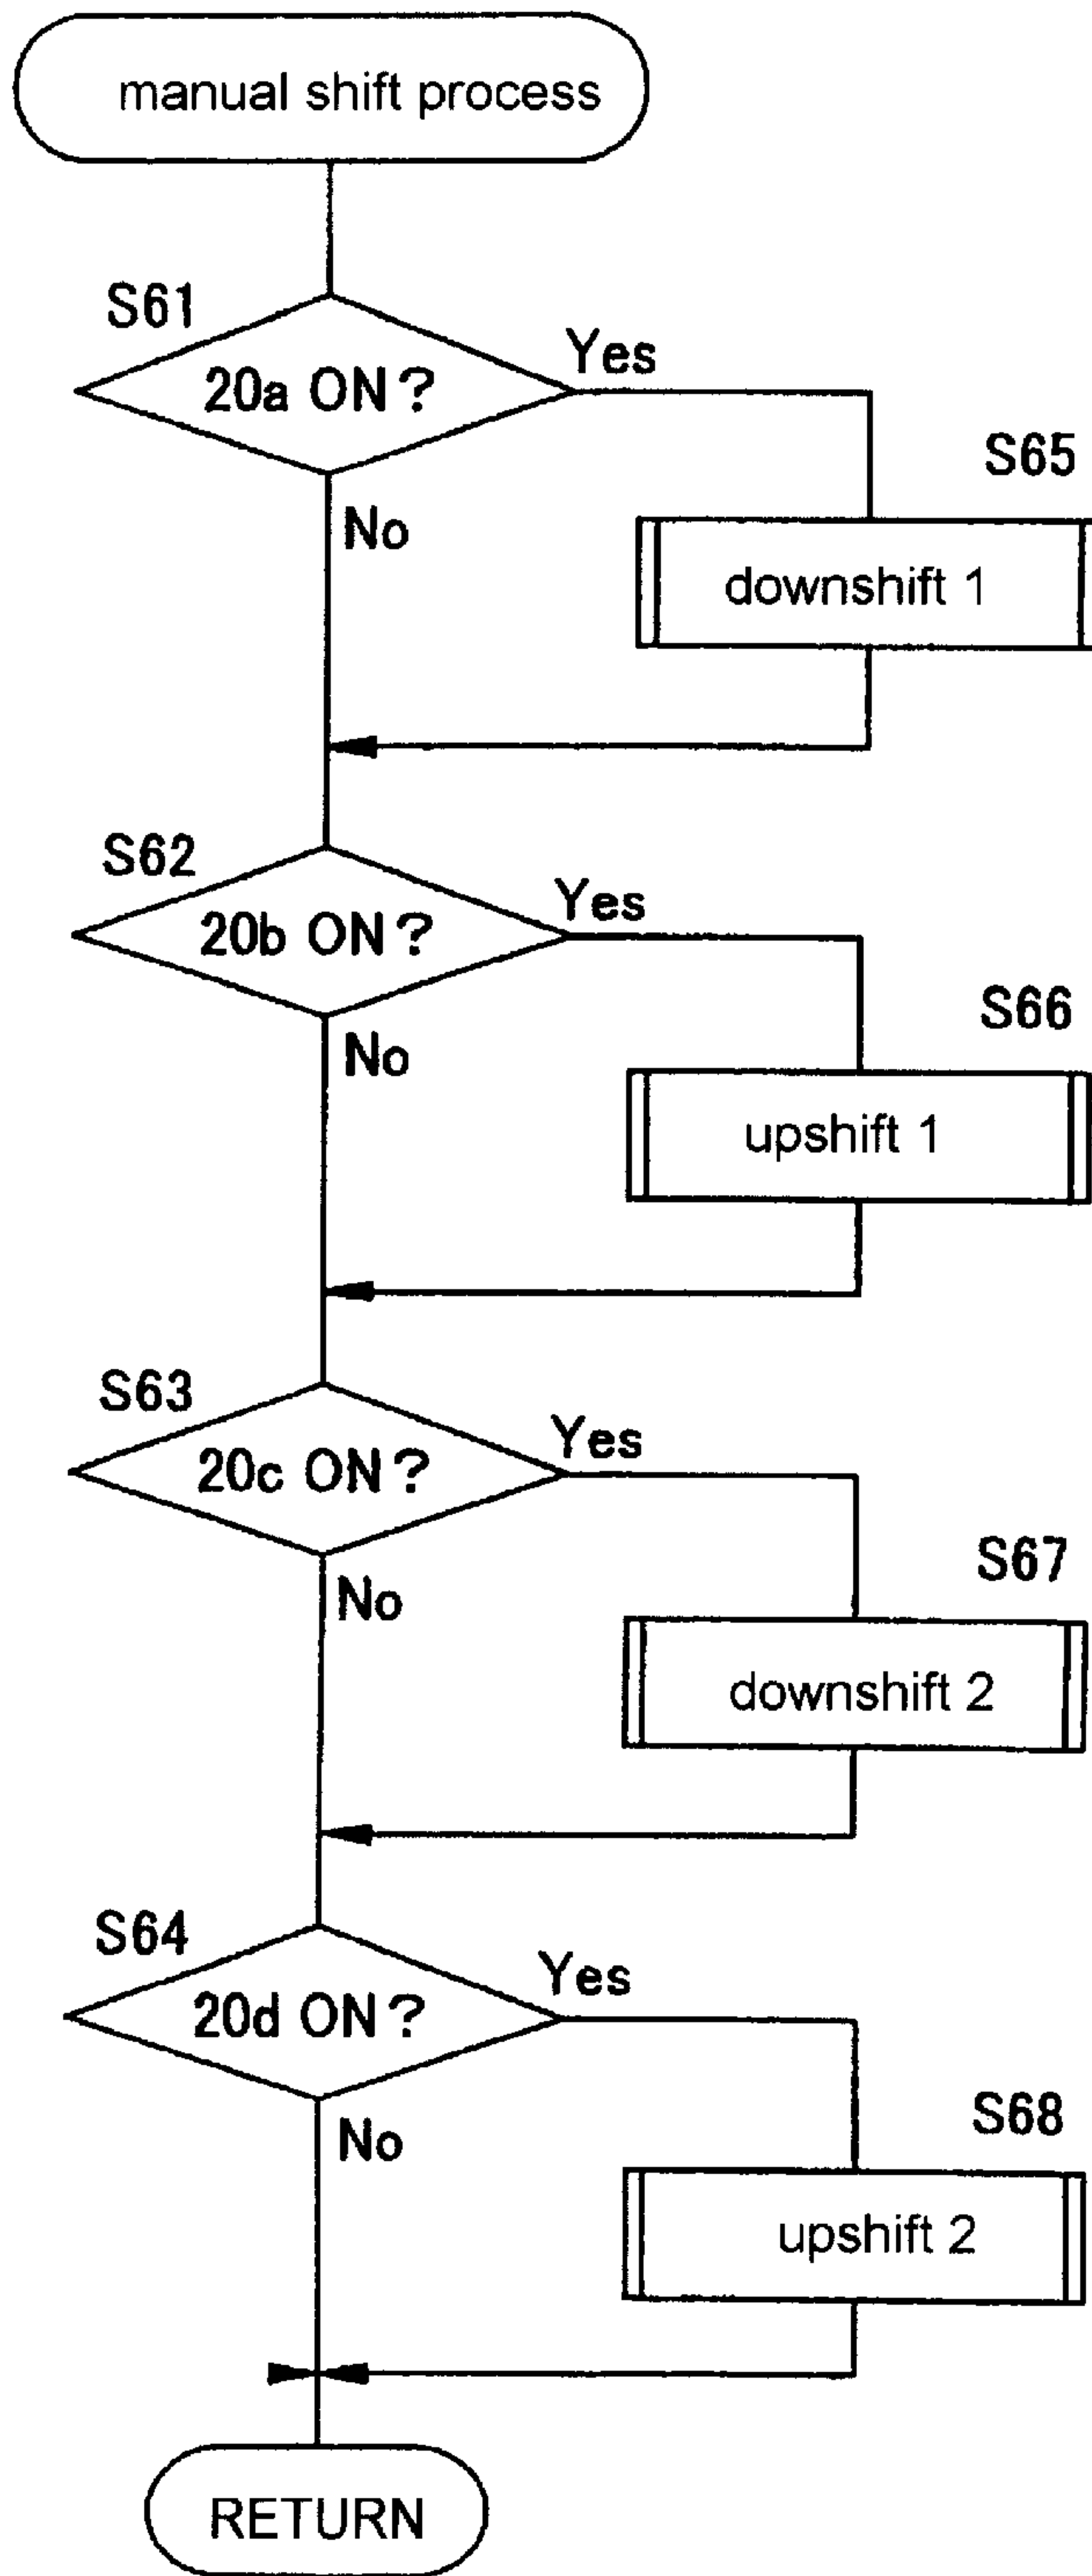 manual shift process
S61
20a ON?
Yes
S65
No
downshift 1
S62
20b ON?
Yes
S66
No
upshift 1
S63
20c ON?
Yes
S67
No
downshift 2
S64
20d ON?
Yes
S68
No
upshift 2
RETURN